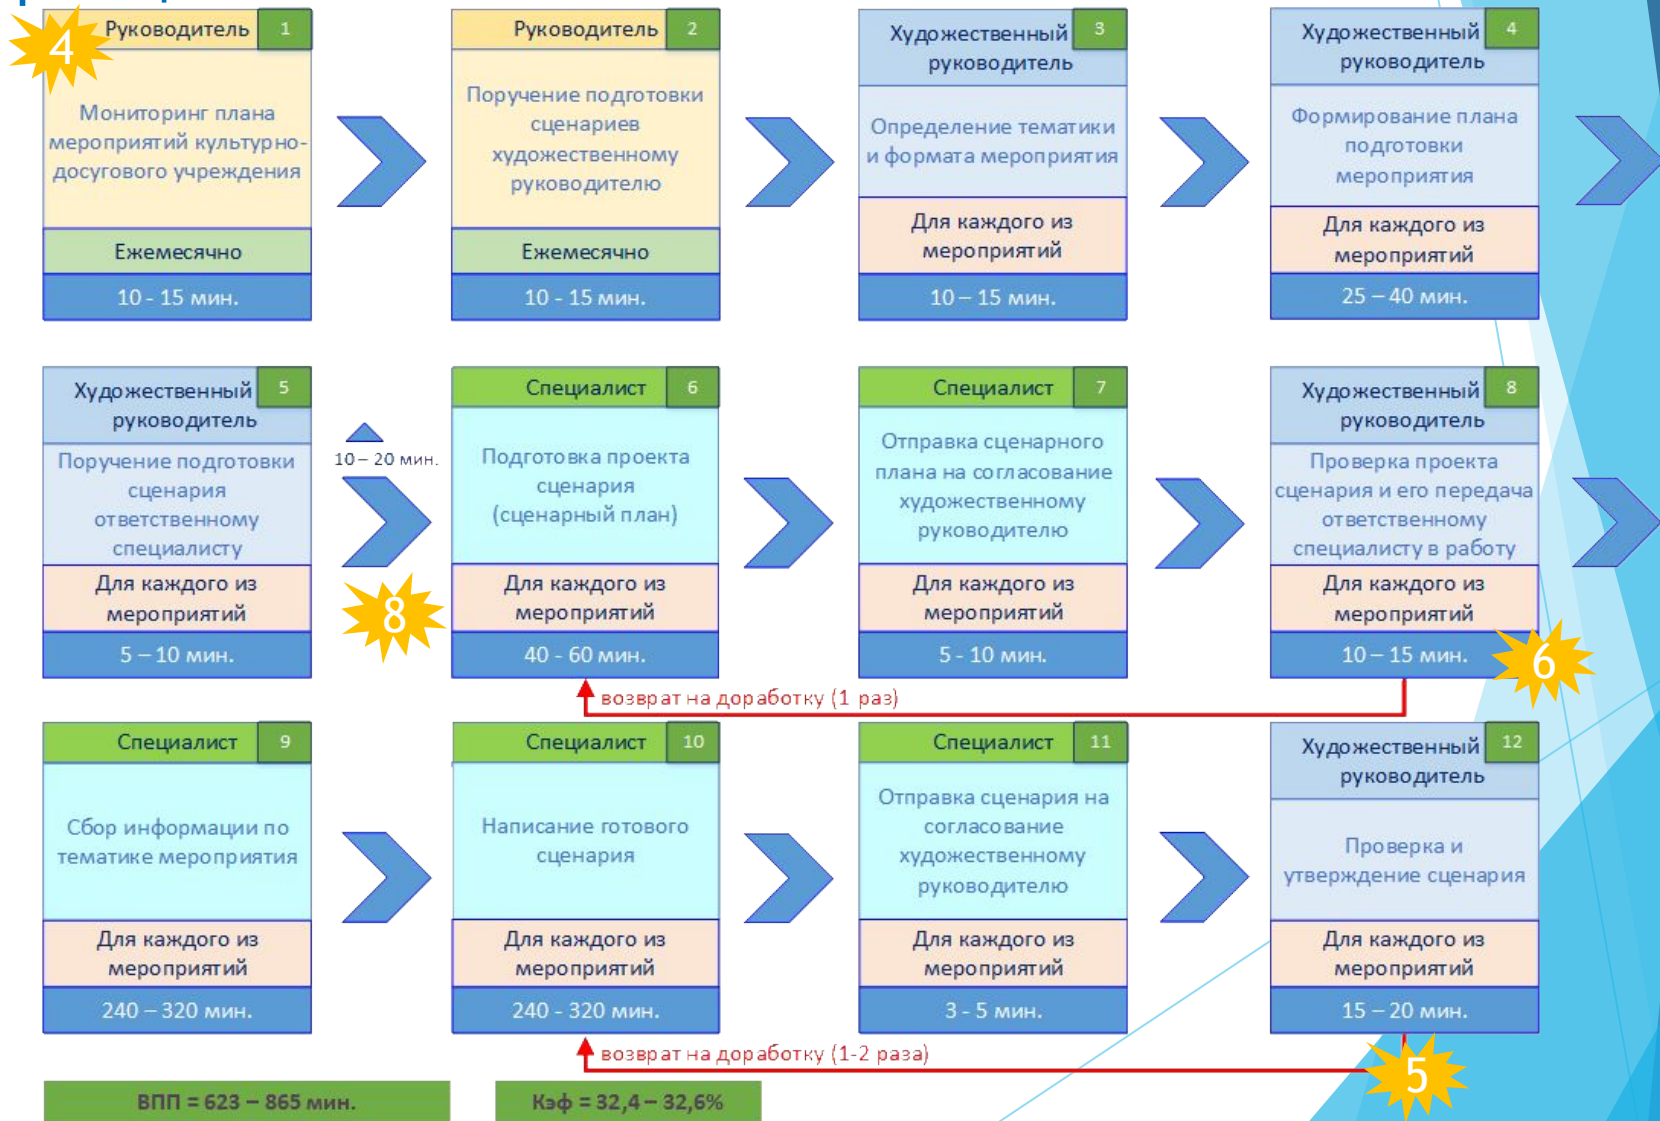 4
Руководитель
1
Мониторинг плана
мероприятий культурно-
досугового учреждения
Ежемесячно
10 - 15 мин.
Руководитель
2
Поручение подготовки
сценариев
художественному
руководителю
Ежемесячно
10 - 15 мин.
Художественный
руководитель
3
Определение тематики
и формата мероприятия
Для каждого из
мероприятий
10 – 15 мин.
Художественный
руководитель
4
Формирование плана
подготовки
мероприятия
Для каждого из
мероприятий
25 – 40 мин.
Художественный
руководитель
5
Поручение подготовки
сценария
ответственному
специалисту
Для каждого из
мероприятий
5 – 10 мин.
10 – 20 мин.
8
Специалист
6
Подготовка проекта
сценария
(сценарный план)
Для каждого из
мероприятий
40 - 60 мин.
Специалист
7
Отправка сценарного
плана на согласование
художественному
руководителю
Для каждого из
мероприятий
5 - 10 мин.
Художественный
руководитель
8
Проверка проекта
сценария и его передача
ответственному
специалисту в работу
Для каждого из
мероприятий
10 – 15 мин.
6
возврат на доработку (1 раз)
Специалист
9
Сбор информации по
тематике мероприятия
Для каждого из
мероприятий
240 – 320 мин.
Специалист
10
Написание готового
сценария
Для каждого из
мероприятий
240 - 320 мин.
Специалист
11
Отправка сценария на
согласование
художественному
руководителю
Для каждого из
мероприятий
3 - 5 мин.
Художественный
руководитель
12
Проверка и
утверждение сценария
Для каждого из
мероприятий
15 – 20 мин.
5
возврат на доработку (1-2 раза)
ВПП = 623 – 865 мин.
Кэф = 32,4 – 32,6%